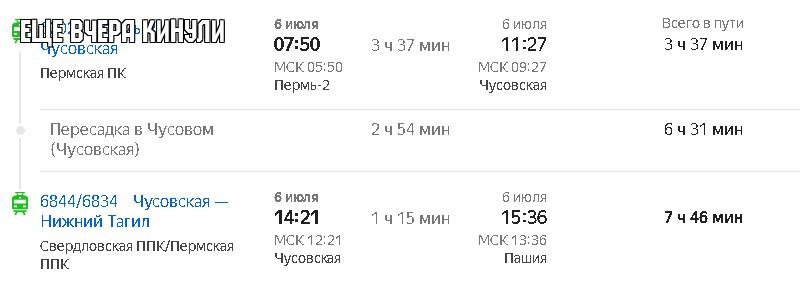 ЕЩЕ ВЧЕРА КИНУЛИ
Чусовская
Пермская ПК
6 июля
07:50
МСК 05:50
Пермь-2
3 ч 37 мин
6 июля
11:27
МСК 09:27
Чусовская
Всего в пути
3 ч 37 мин
Пересадка в Чусовом
(Чусовская)
2 ч 54 мин
6 ч 31 мин
6844/6834 Чусовская —
Нижний Тагил
Свердловская ППК/Пермская
ППК
6 июля
14:21
МСК 12:21
Чусовская
1 ч 15 мин
6 июля
15:36
МСК 13:36
Пашия
7 ч 46 мин